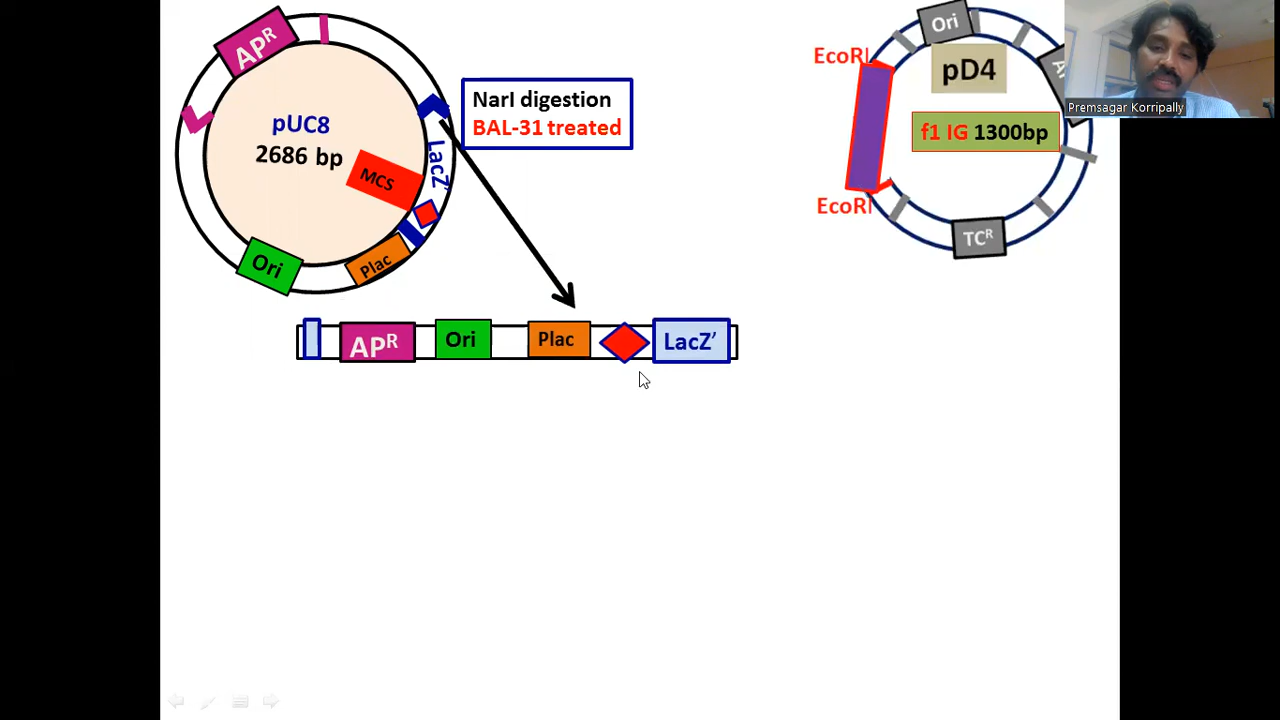 APᴿ
pUC8
2686 bp
MCS
LacZ'
Ori
Plac
NarI digestion
BAL-31 treated
Ori
EcoRI
pD4
f1 IG 1300bp
EcoRI
TCᴿ
Premsagar Korripally
APᴿ
Ori
Plac
LacZ'